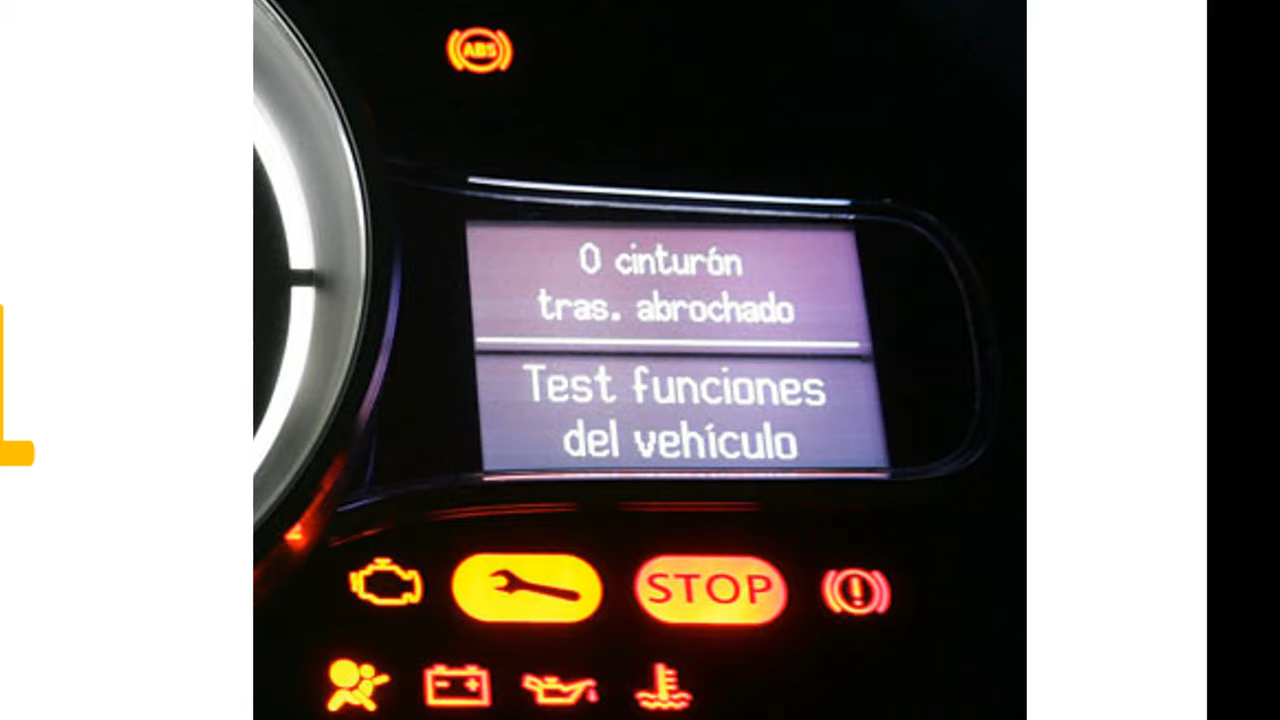 ABS
0 cinturón
tras. abrochado
Test funciones
del vehículo
STOP